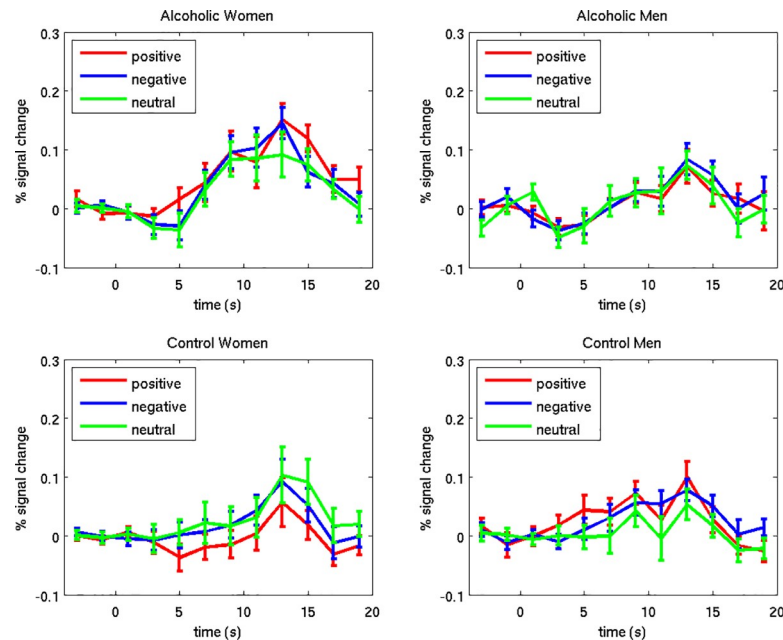 Alcoholic Women
% signal change
0.3
0.2
0.1
0
-0.1
positive
negative
neutral
0 5 10 15 20
time (s)
Alcoholic Men
% signal change
0.3
0.2
0.1
0
-0.1
positive
negative
neutral
0 5 10 15 20
time (s)
Control Women
% signal change
0.3
0.2
0.1
0
-0.1
positive
negative
neutral
0 5 10 15 20
time (s)
Control Men
% signal change
0.3
0.2
0.1
0
-0.1
positive
negative
neutral
0 5 10 15 20
time (s)